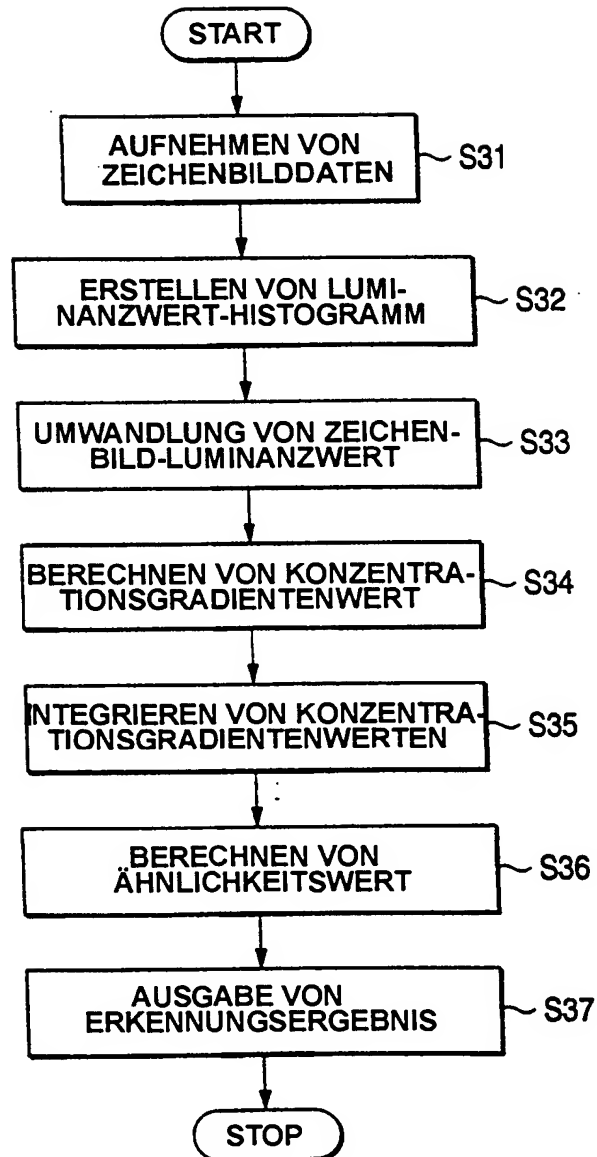 START
AUFNEHMEN VON
ZEICHENBILDDATEN
S31
ERSTELLEN VON LUMI-
NANZWERT-HISTOGRAMM
S32
UMWANDLUNG VON ZEICHEN-
BILD-LUMINANZWERT
S33
BERECHNEN VON KONZENTRA-
TIONSGRADIENTENWERT
S34
INTEGRIEREN VON KONZENTRA-
TIONSGRADIENTENWERTEN
S35
BERECHNEN VON
ÄHNLICHKEITSWERT
S36
AUSGABE VON
ERKENNUNGSERGEBNIS
S37
STOP